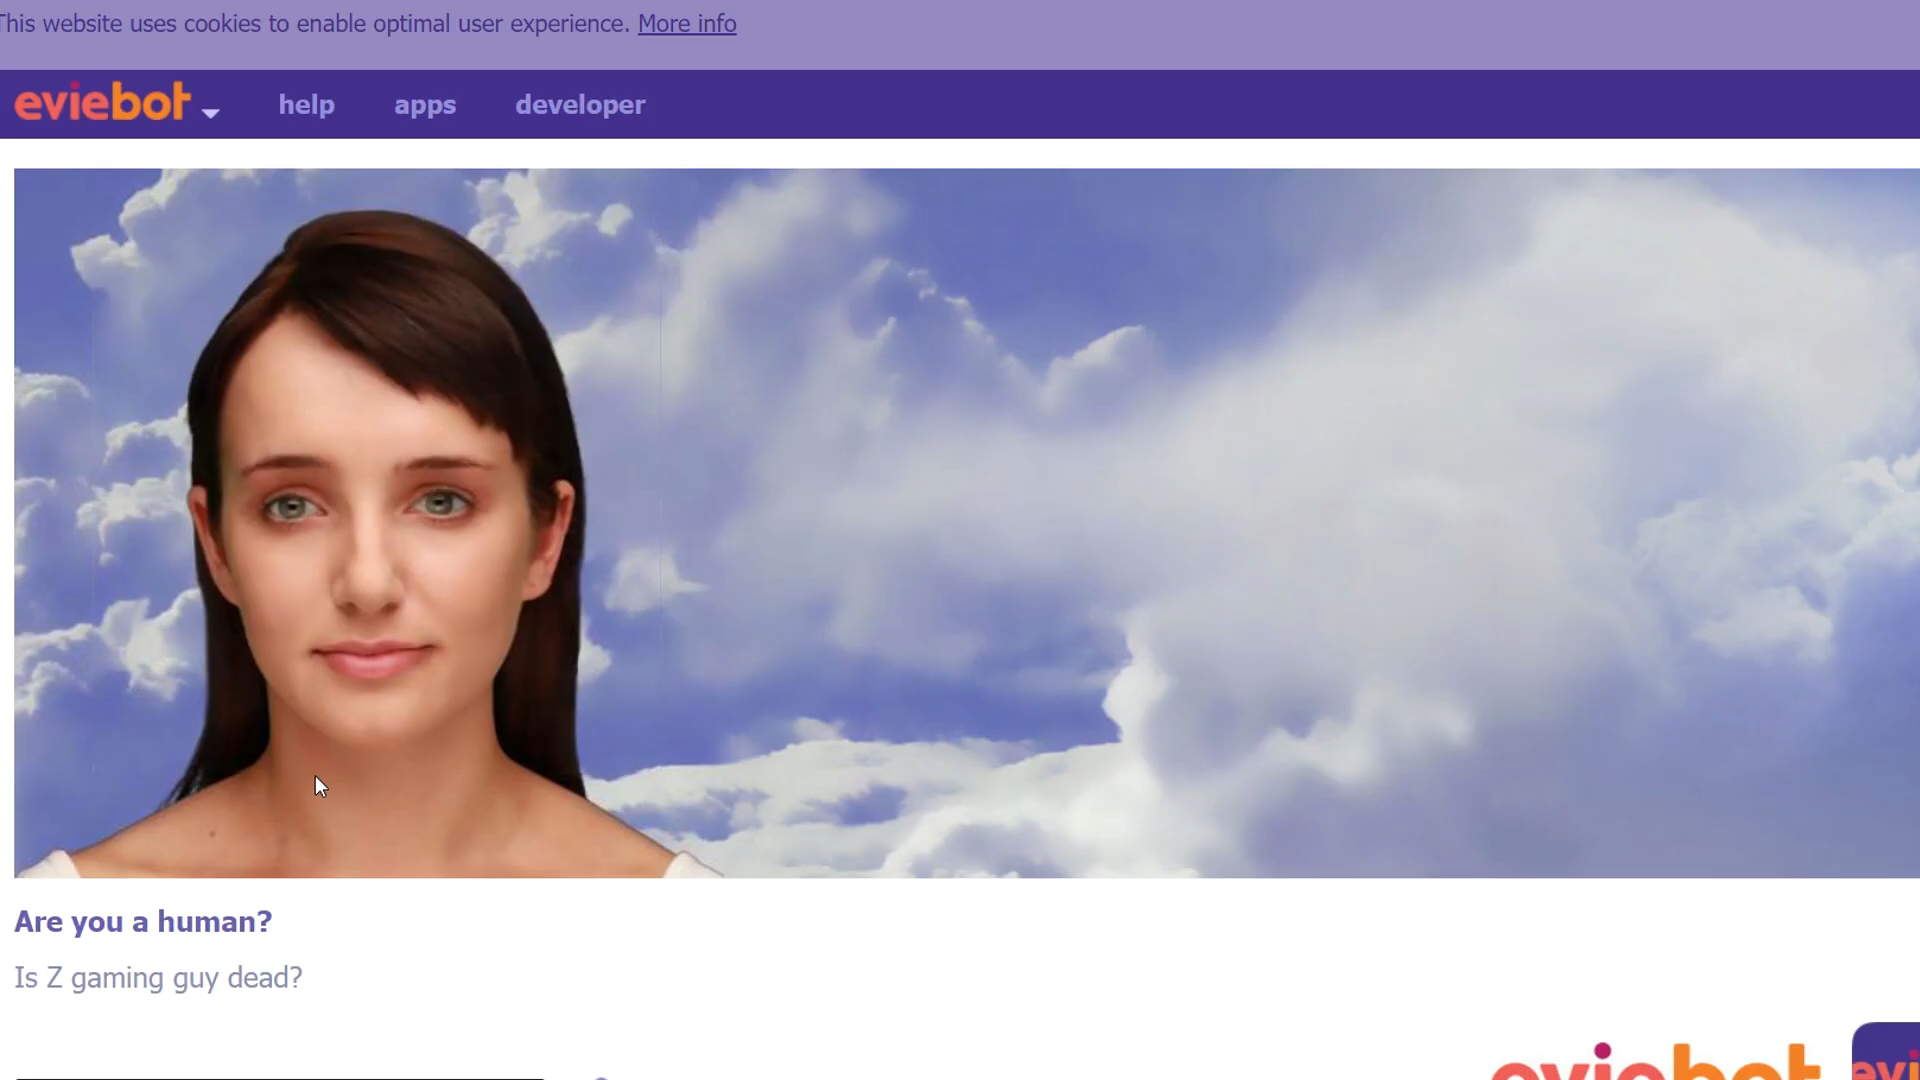 This website uses cookies to enable optimal user experience. More info
eviebot help apps developer
Are you a human?
Is Z gaming guy dead?
eviebot